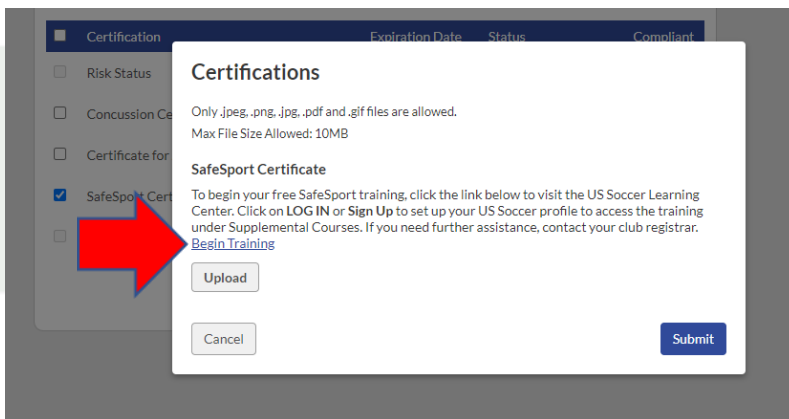 Certification Expiration Date Status Compliant
Risk Status
Concussion Ce
Certificate for
SafeSport Cert
Certifications
Only .jpeg, .png, .jpg, .pdf and .gif files are allowed.
Max File Size Allowed: 10MB
SafeSport Certificate
To begin your free SafeSport training, click the link below to visit the US Soccer Learning
Center. Click on LOG IN or Sign Up to set up your US Soccer profile to access the training
under Supplemental Courses. If you need further assistance, contact your club registrar.
Begin Training
Upload
Cancel
Submit